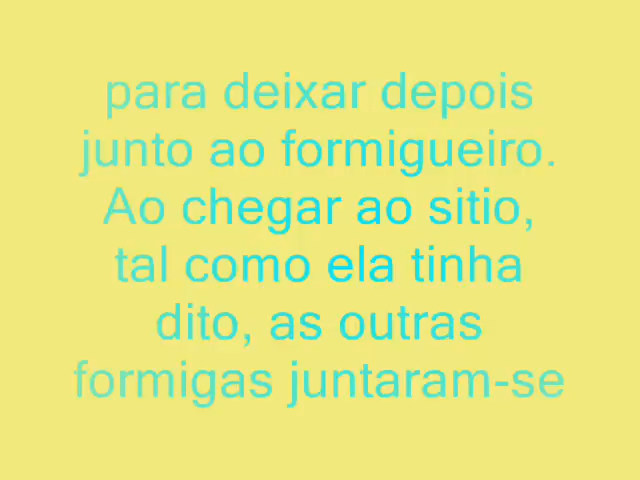 para deixar depois
junto ao formigueiro.
Ao chegar ao sitio,
tal como ela tinha
dito, as outras
formigas juntaram-se